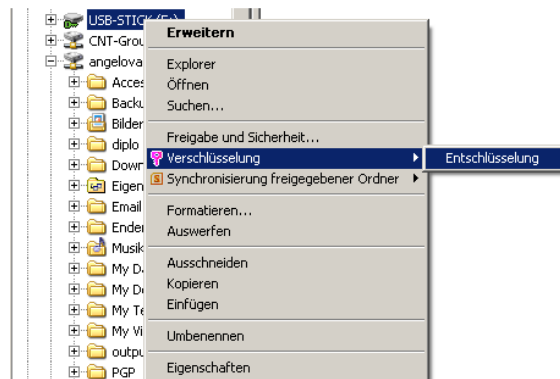 USB-STICK (F:)
Erweitern
CNT-Grou
angelova
Explorer
Acces
Öffnen
Backu
Suchen...
Bilder
diplo
Freigabe und Sicherheit...
Down
Verschlüsselung
Entschlüsselung
Eigen
Synchronisierung freigegebener Ordner
Email
Formatieren...
Ender
Auswerfen
Musik
My D
Ausschneiden
My D
Kopieren
My Te
Einfügen
My Vi
Umbenennen
outpu
PGP
Eigenschaften